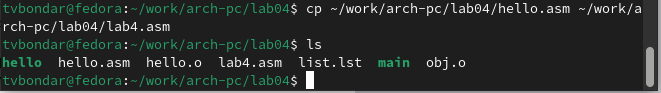 tvbondar@fedora:~/work/arch-pc/lab04$ cp ~/work/arch-pc/lab04/hello.asm ~/work/a
rch-pc/lab04/lab4.asm
tvbondar@fedora:~/work/arch-pc/lab04$ ls
hello  hello.asm  hello.o  lab4.asm  list.lst  main  obj.o
tvbondar@fedora:~/work/arch-pc/lab04$